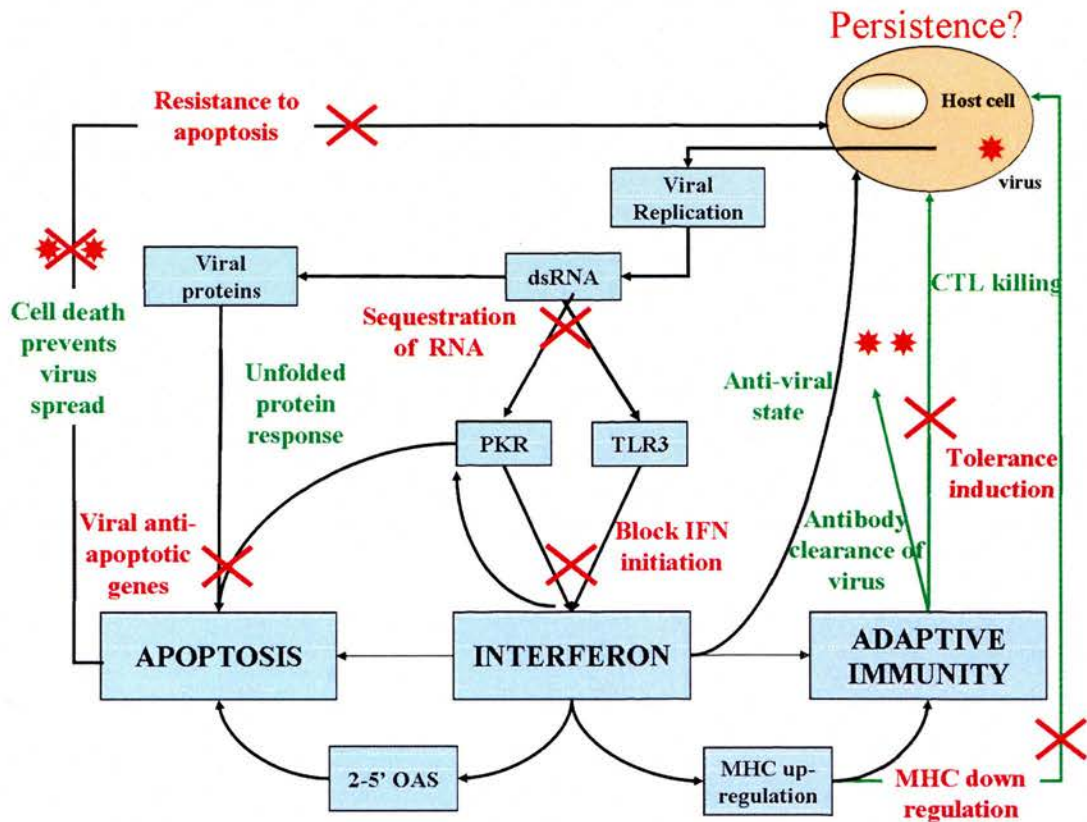 Persistence?
Resistance to
apoptosis
Host cell
virus
Viral
Replication
Viral
proteins
dsRNA
CTL killing
Cell death
prevents
virus
spread
Sequestration
of RNA
Unfolded
protein
response
Anti-viral
state
PKR
TLR3
Tolerance
induction
Viral anti-
apoptotic
genes
Block IFN
initiation
Antibody
clearance of
virus
APOPTOSIS
INTERFERON
ADAPTIVE
IMMUNITY
2-5' OAS
MHC up-
regulation
MHC down
regulation